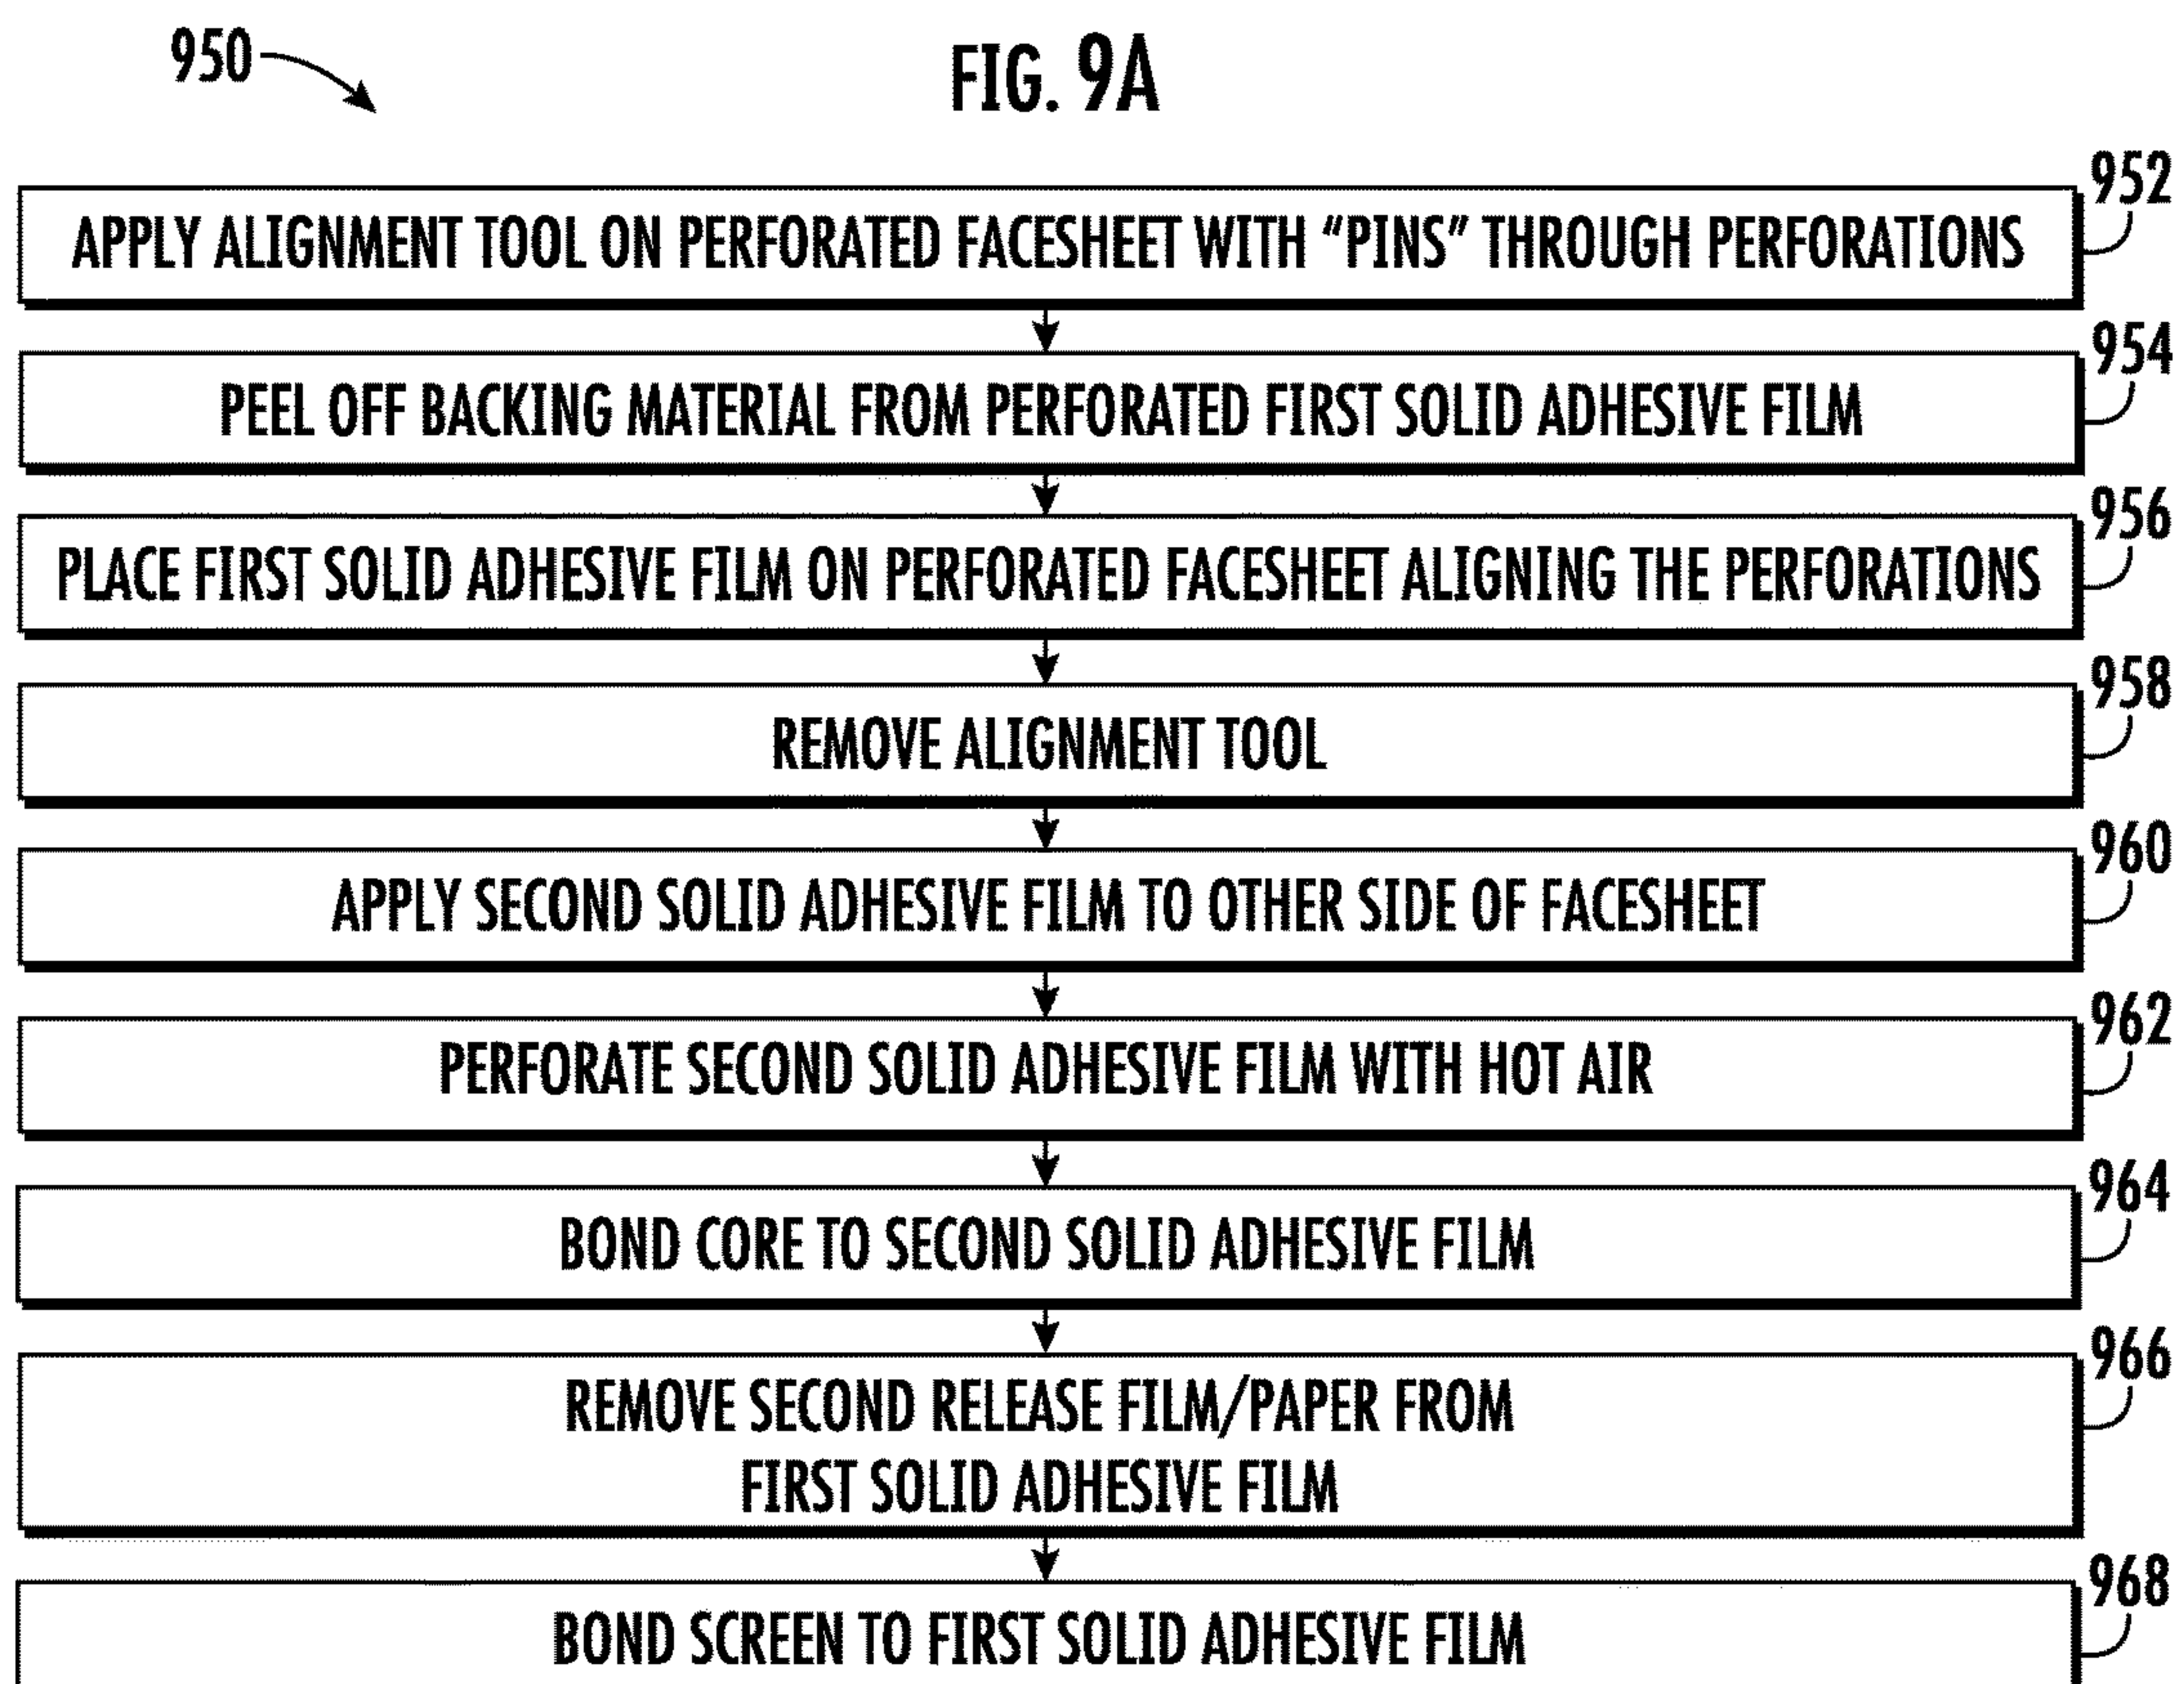 950
FIG. 9A
952
APPLY ALIGNMENT TOOL ON PERFORATED FACESHEET WITH "PINS" THROUGH PERFORATIONS
954
PEEL OFF BACKING MATERIAL FROM PERFORATED FIRST SOLID ADHESIVE FILM
956
PLACE FIRST SOLID ADHESIVE FILM ON PERFORATED FACESHEET ALIGNING THE PERFORATIONS
958
REMOVE ALIGNMENT TOOL
960
APPLY SECOND SOLID ADHESIVE FILM TO OTHER SIDE OF FACESHEET
962
PERFORATE SECOND SOLID ADHESIVE FILM WITH HOT AIR
964
BOND CORE TO SECOND SOLID ADHESIVE FILM
966
REMOVE SECOND RELEASE FILM/PAPER FROM
FIRST SOLID ADHESIVE FILM
968
BOND SCREEN TO FIRST SOLID ADHESIVE FILM